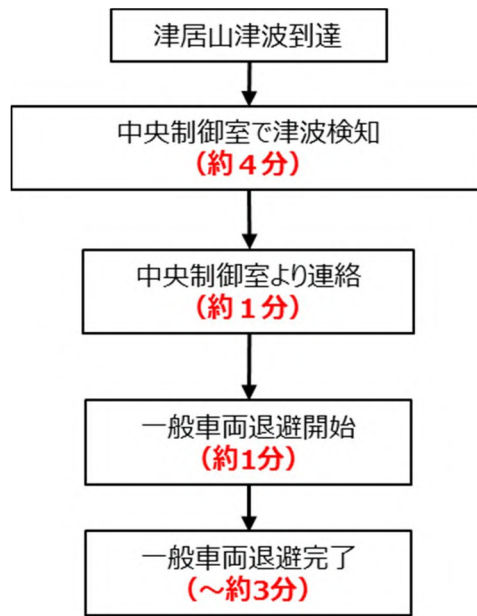 津居山津波到達
中央制御室で津波検知
（約４分）
中央制御室より連絡
（約１分）
一般車両退避開始
（約1分）
一般車両退避完了
（～約3分）